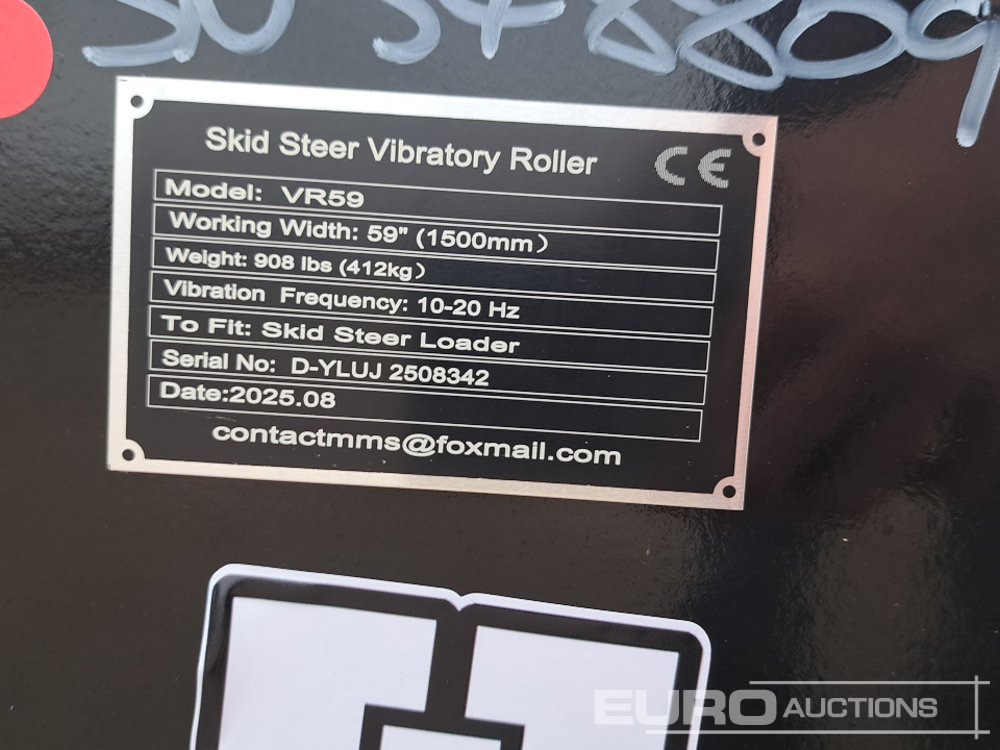 Skid Steer Vibratory Roller CE
Model: VR59
Working Width: 59" (1500mm)
Weight: 908 lbs (412kg)
Vibration Frequency: 10-20 Hz
To Fit: Skid Steer Loader
Serial No: D-YLUJ 2508342
Date:2025.08
contactmms@foxmail.com
EURO AUCTIONS